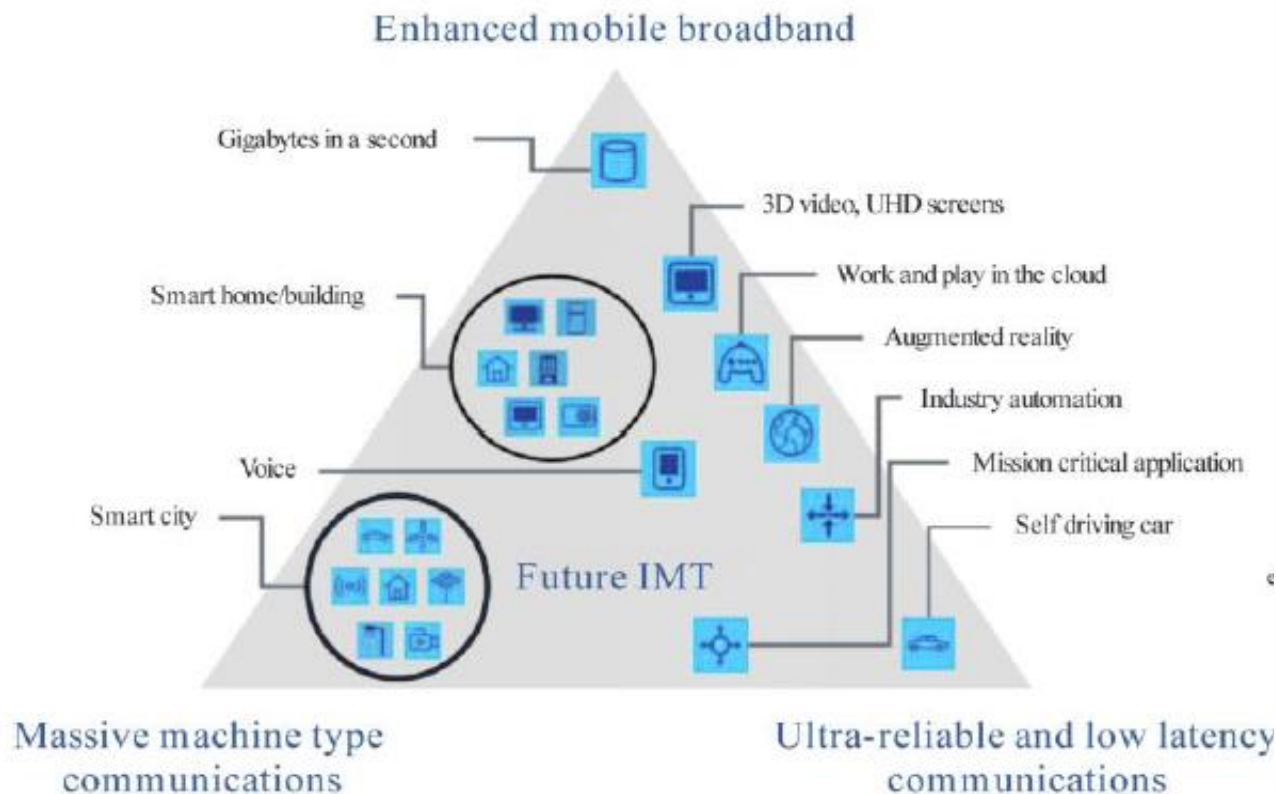 Enhanced mobile broadband
Gigabytes in a second
3D video, UHD screens
Smart home/building
Work and play in the cloud
Augmented reality
Industry automation
Voice
Mission critical application
Smart city
Self driving car
Future IMT
e
Massive machine type
communications
Ultra-reliable and low latency
communications